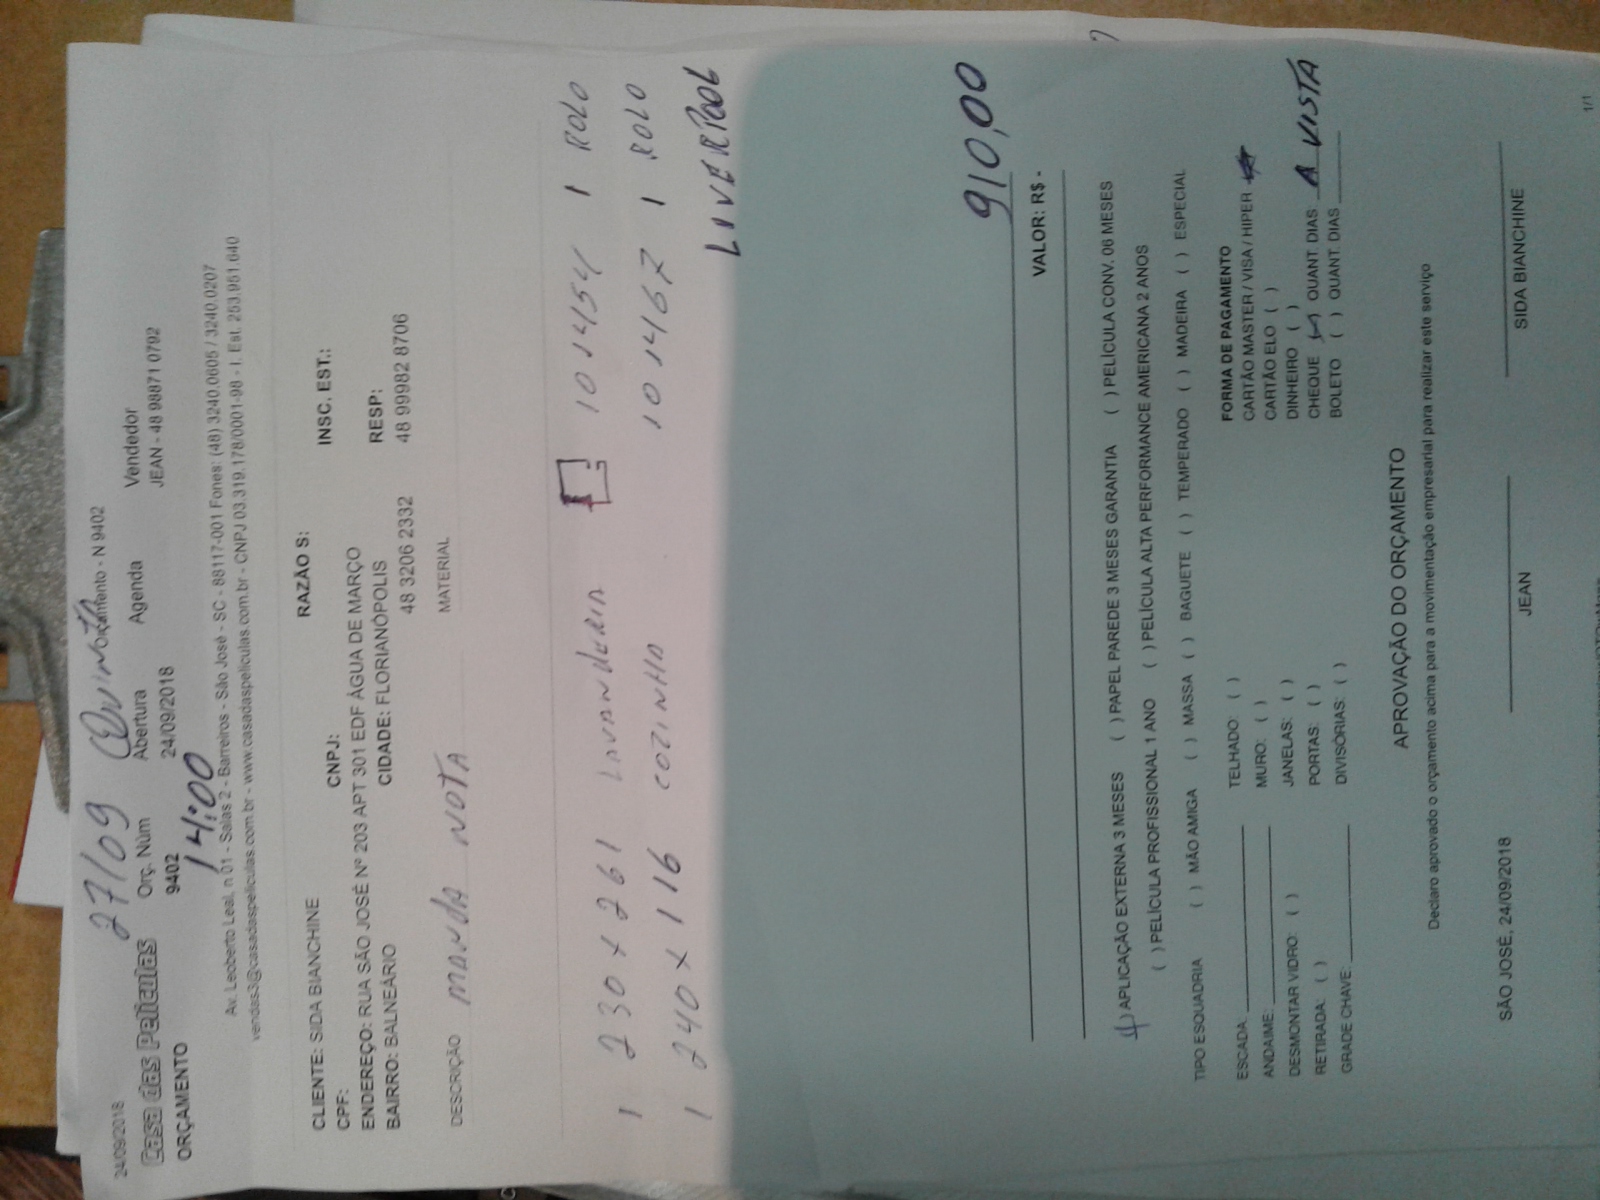 24/09/2018
27/09 (Quinta
Casa das Películas
ORÇAMENTO
Orç. Núm
9402
14:00
Abertura
24/09/2018
Agenda
- N 9402
Vendedor
JEAN - 48 98871 0792
Av. Leoberto Leal, n 01 - Salas 2 - Barreiros - São José - SC - 88117-001 Fones: (48) 3240.0605 / 3240.0207
vendas3@casadaspeliculas.com.br - www.casadaspeliculas.com.br - CNPJ 03.319.178/0001-98 - I. Est. 253.951.640
CLIENTE: SIDA BIANCHINE RAZÃO S:
CPF: CNPJ: INSC. EST.:
ENDEREÇO: RUA SÃO JOSÉ Nº 203 APT 301 EDF ÁGUA DE MARÇO
BAIRRO: BALNEÁRIO CIDADE: FLORIANÓPOLIS RESP:
48 3206 2332 48 99982 8706
DESCRIÇÃO MATERIAL
MANDA NOTA
1 230 x 261 LAVANDERIA 101454 1 ROLO
1 240 x 116 COZINHA 101467 1 ROLO
LIVERPOOL
910,00
VALOR: R$ -
( ) APLICAÇÃO EXTERNA 3 MESES ( ) PAPEL PAREDE 3 MESES GARANTIA ( ) PELÍCULA CONV. 06 MESES
( ) PELÍCULA PROFISSIONAL 1 ANO ( ) PELÍCULA ALTA PERFORMANCE AMERICANA 2 ANOS
TIPO ESQUADRIA ( ) MÃO AMIGA ( ) MASSA ( ) BAGUETE ( ) TEMPERADO ( ) MADEIRA ( ) ESPECIAL
ESCADA: TELHADO: ( )
ANDAIME: MURO: ( )
DESMONTAR VIDRO: ( ) JANELAS: ( )
RETIRADA: ( ) PORTAS: ( )
GRADE CHAVE: DIVISÓRIAS: ( )
FORMA DE PAGAMENTO
CARTÃO MASTER / VISA / HIPER
CARTÃO ELO ( )
DINHEIRO ( )
CHEQUE QUANT. DIAS: A VISTA
BOLETO ( ) QUANT. DIAS
APROVAÇÃO DO ORÇAMENTO
Declaro aprovado o orçamento acima para a movimentação empresarial para realizar este serviço
SÃO JOSÉ, 24/09/2018
JEAN
SIDA BIANCHINE
1/1